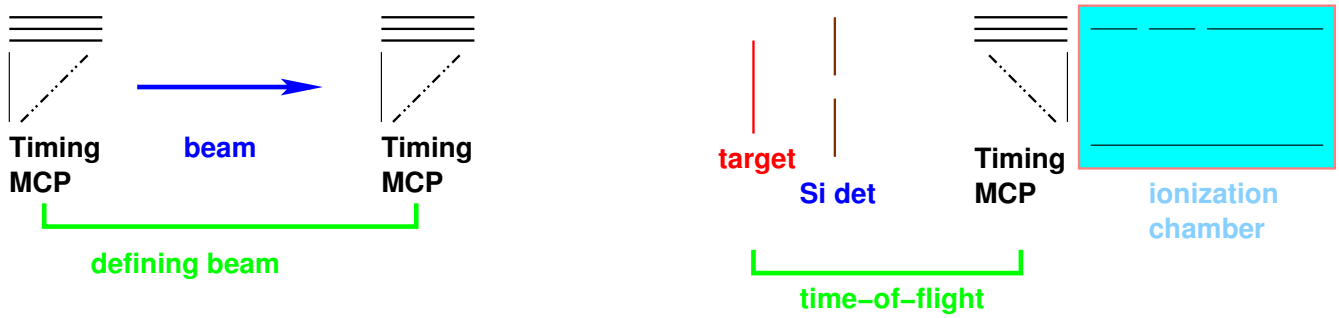 Timing
MCP
beam
Timing
MCP
defining beam
target
Si det
Timing
MCP
ionization
chamber
time−of−flight